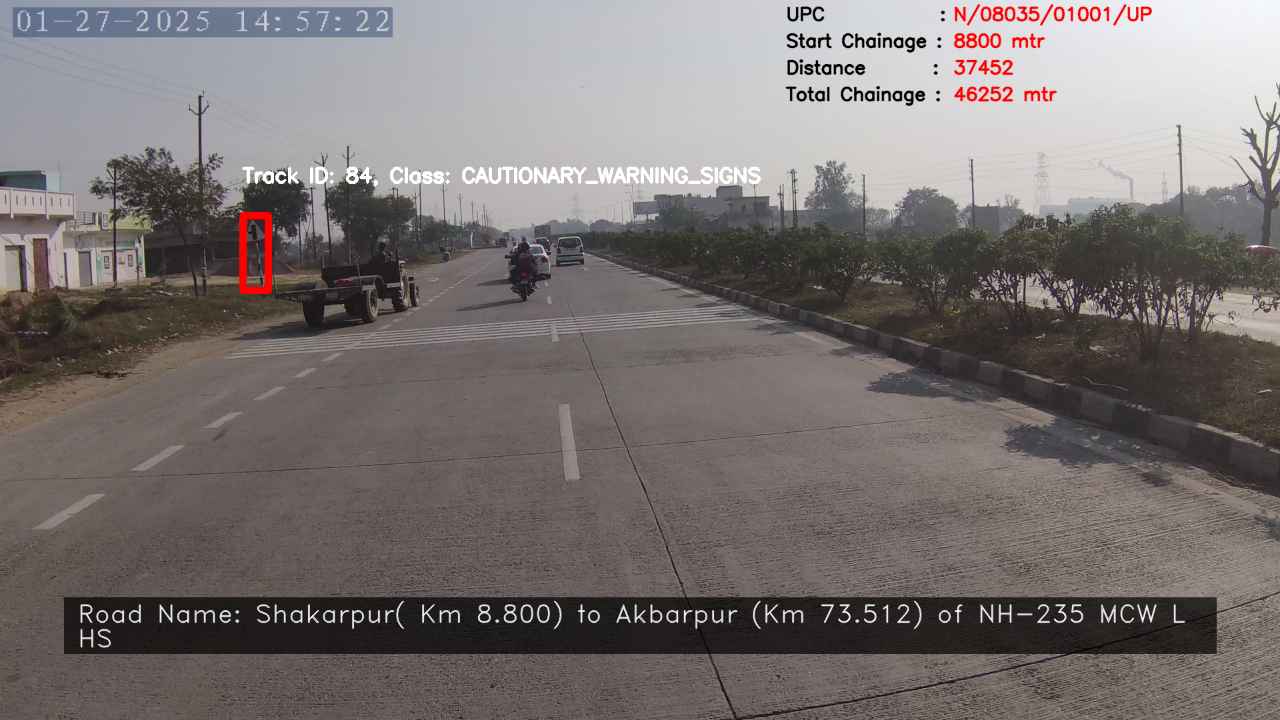 01-27-2025 14:57:22
UPC : N/08035/01001/UP
Start Chainage : 8800 mtr
Distance : 37452
Total Chainage : 46252 mtr
Track ID: 84, Class: CAUTIONARY_WARNING_SIGNS
Road Name: Shakarpur( Km 8.800) to Akbarpur (Km 73.512) of NH-235 MCW L
HS